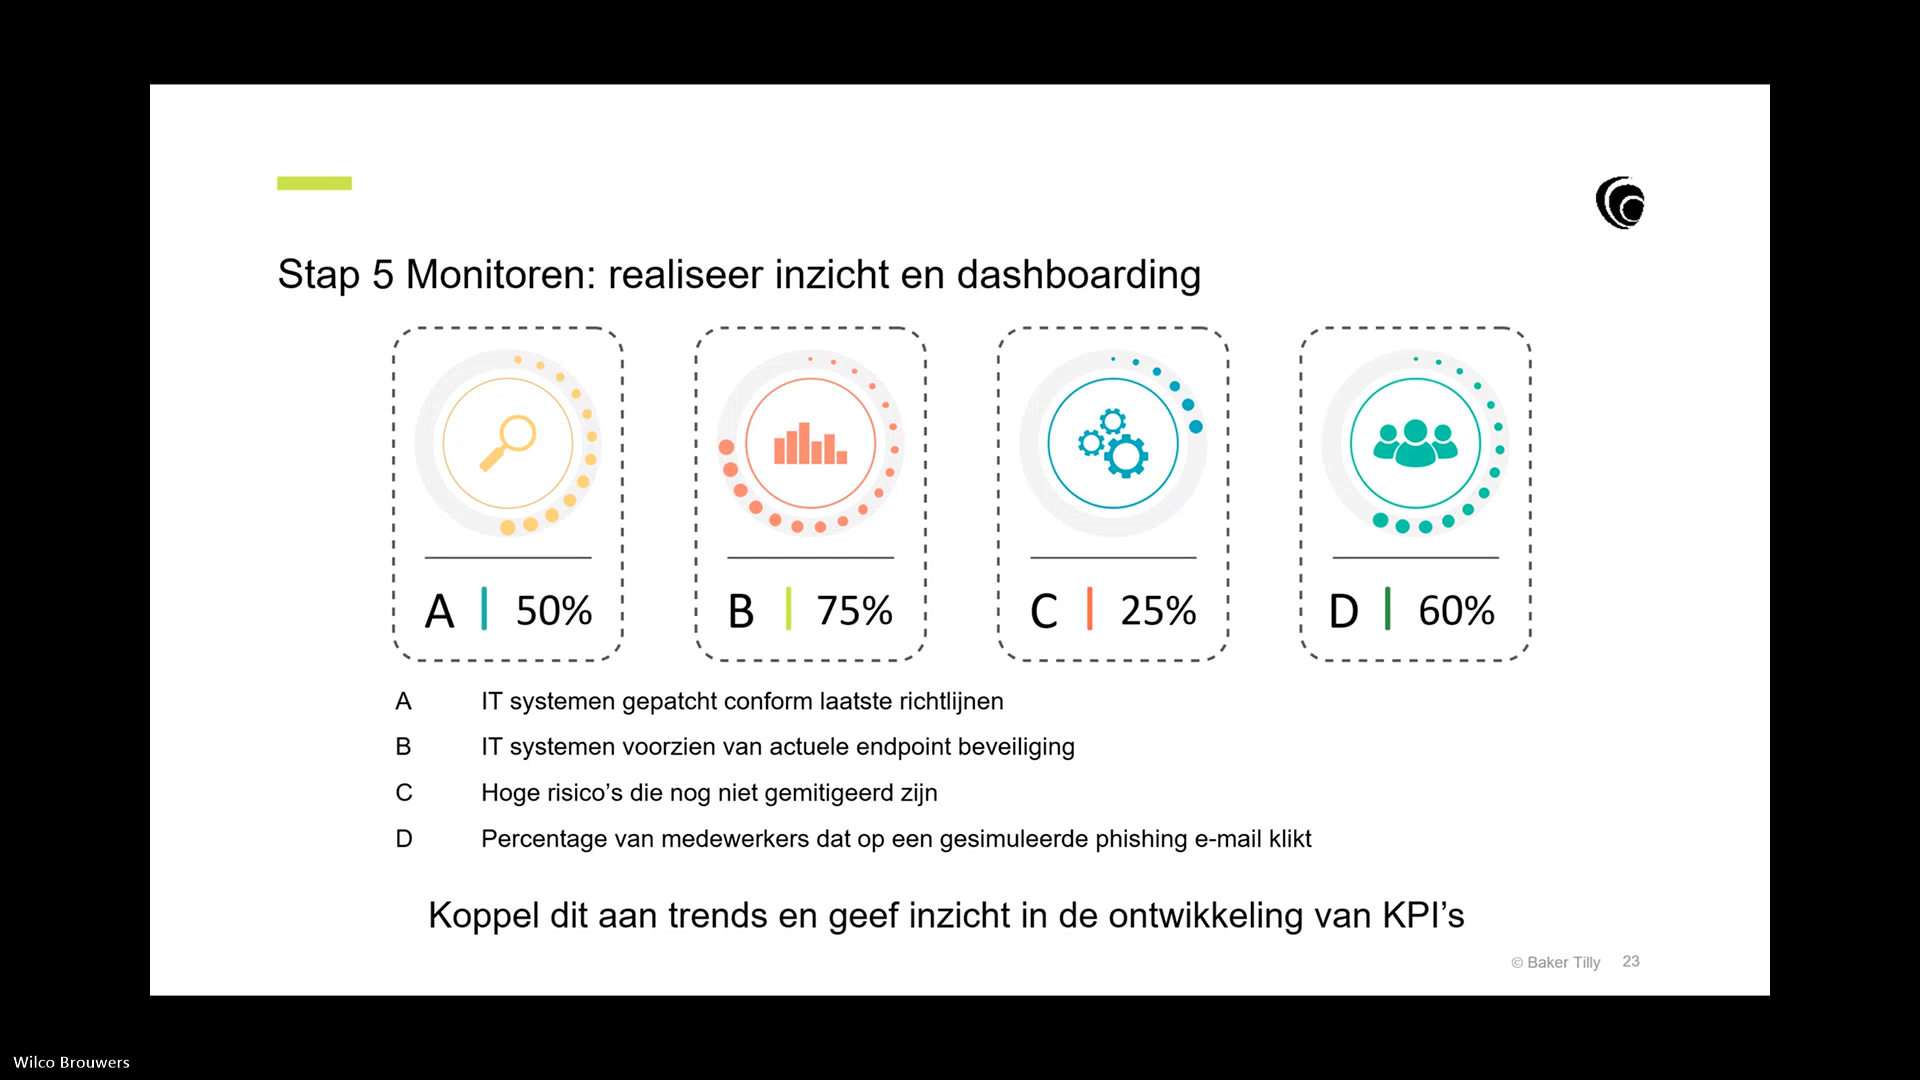 Stap 5 Monitoren: realiseer inzicht en dashboarding
A 50%
B 75%
C 25%
D 60%
A IT systemen gepatcht conform laatste richtlijnen
B IT systemen voorzien van actuele endpoint beveiliging
C Hoge risico’s die nog niet gemitigeerd zijn
D Percentage van medewerkers dat op een gesimuleerde phishing e-mail klikt
Koppel dit aan trends en geef inzicht in de ontwikkeling van KPI’s
© Baker Tilly 23
Wilco Brouwers